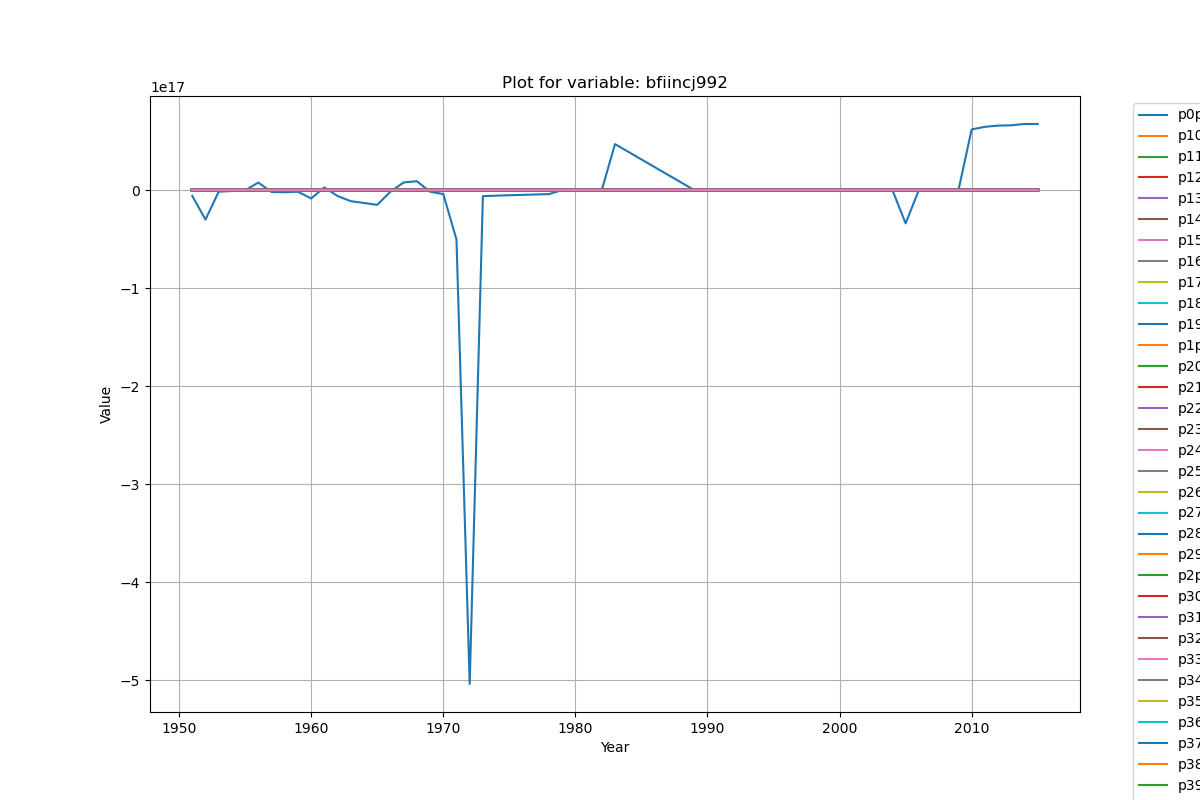 Plot for variable: bfiincj992
1e17
0
−1
−2
−3
−4
−5
Value
1950 1960 1970 1980 1990 2000 2010
Year
p0p
p10
p11
p12
p13
p14
p15
p16
p17
p18
p19
p1p
p20
p21
p22
p23
p24
p25
p26
p27
p28
p29
p2p
p30
p31
p32
p33
p34
p35
p36
p37
p38
p39